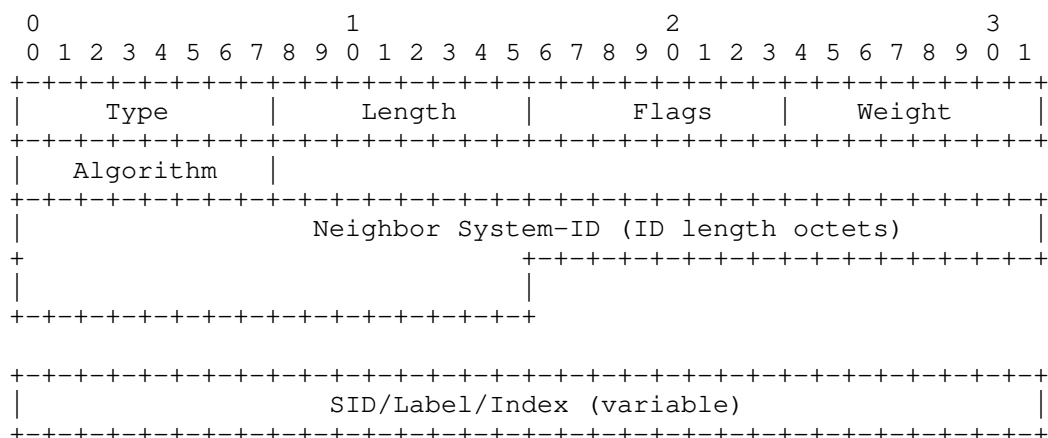 0                   1                   2                   3
0 1 2 3 4 5 6 7 8 9 0 1 2 3 4 5 6 7 8 9 0 1 2 3 4 5 6 7 8 9 0 1
+-+-+-+-+-+-+-+-+-+-+-+-+-+-+-+-+-+-+-+-+-+-+-+-+-+-+-+-+-+-+-+-+
|     Type      |     Length    |      Flags    |    Weight     |
+-+-+-+-+-+-+-+-+-+-+-+-+-+-+-+-+-+-+-+-+-+-+-+-+-+-+-+-+-+-+-+-+
|   Algorithm   |
+-+-+-+-+-+-+-+-+-+-+-+-+-+-+-+-+-+-+-+-+-+-+-+-+-+-+-+-+-+-+-+-+
|                  Neighbor System-ID (ID length octets)        |
+                               +-+-+-+-+-+-+-+-+-+-+-+-+-+-+-+-+
|                               |
+-+-+-+-+-+-+-+-+-+-+-+-+-+-+-+-+
+-+-+-+-+-+-+-+-+-+-+-+-+-+-+-+-+-+-+-+-+-+-+-+-+-+-+-+-+-+-+-+-+
|                   SID/Label/Index (variable)                  |
+-+-+-+-+-+-+-+-+-+-+-+-+-+-+-+-+-+-+-+-+-+-+-+-+-+-+-+-+-+-+-+-+